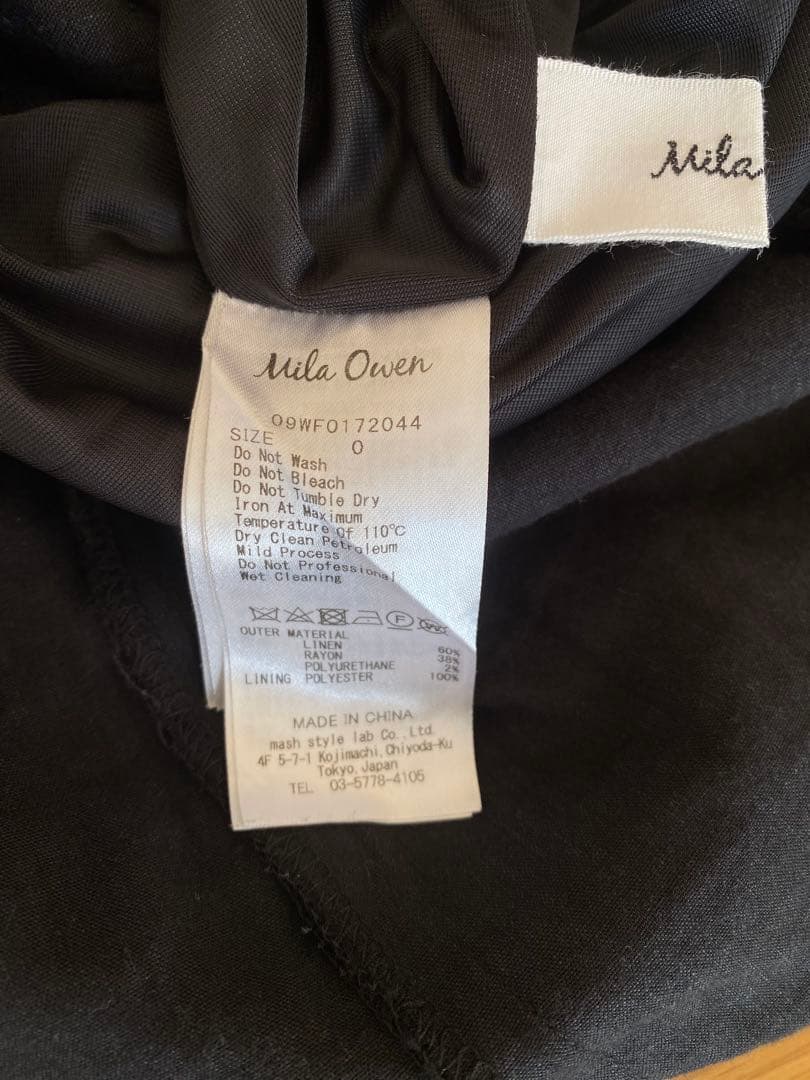 Mila
Mila Owen
09WF0172044
SIZE
0
Do Not Wash
Do Not Bleach
Do Not Tumble Dry
Iron At Maximum
Temperature Of 110℃
Dry Clean Petroleum
Mild Process
Do Not Professional
Wet Cleaning
F W
OUTER MATERIAL
LINEN 60%
RAYON 38%
POLYURETHANE 2%
LINING POLYESTER 100%
MADE IN CHINA
mash style lab Co., Ltd.
4F 5-7-1 Kojimachi, Chiyoda-Ku
Tokyo, Japan
TEL 03-5778-4105